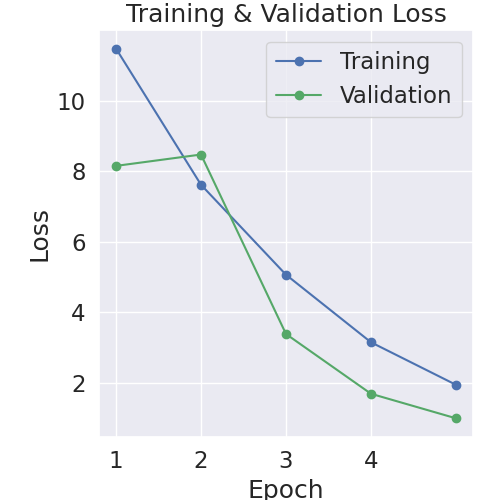 Training & Validation Loss
Training
Validation
Loss
10
8
6
4
2
1 2 3 4
Epoch